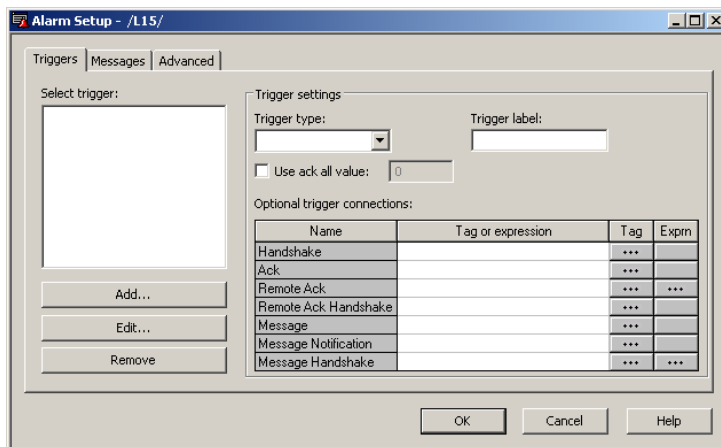 Alarm Setup - /L15/
Triggers Messages Advanced
Select trigger:
Add...
Edit...
Remove
Trigger settings
Trigger type:
Trigger label:
Use ack all value: 0
Optional trigger connections:
Name Tag or expression Tag Exprn
Handshake ...
Ack ...
Remote Ack ... ...
Remote Ack Handshake ...
Message ...
Message Notification ...
Message Handshake ... ...
OK Cancel Help